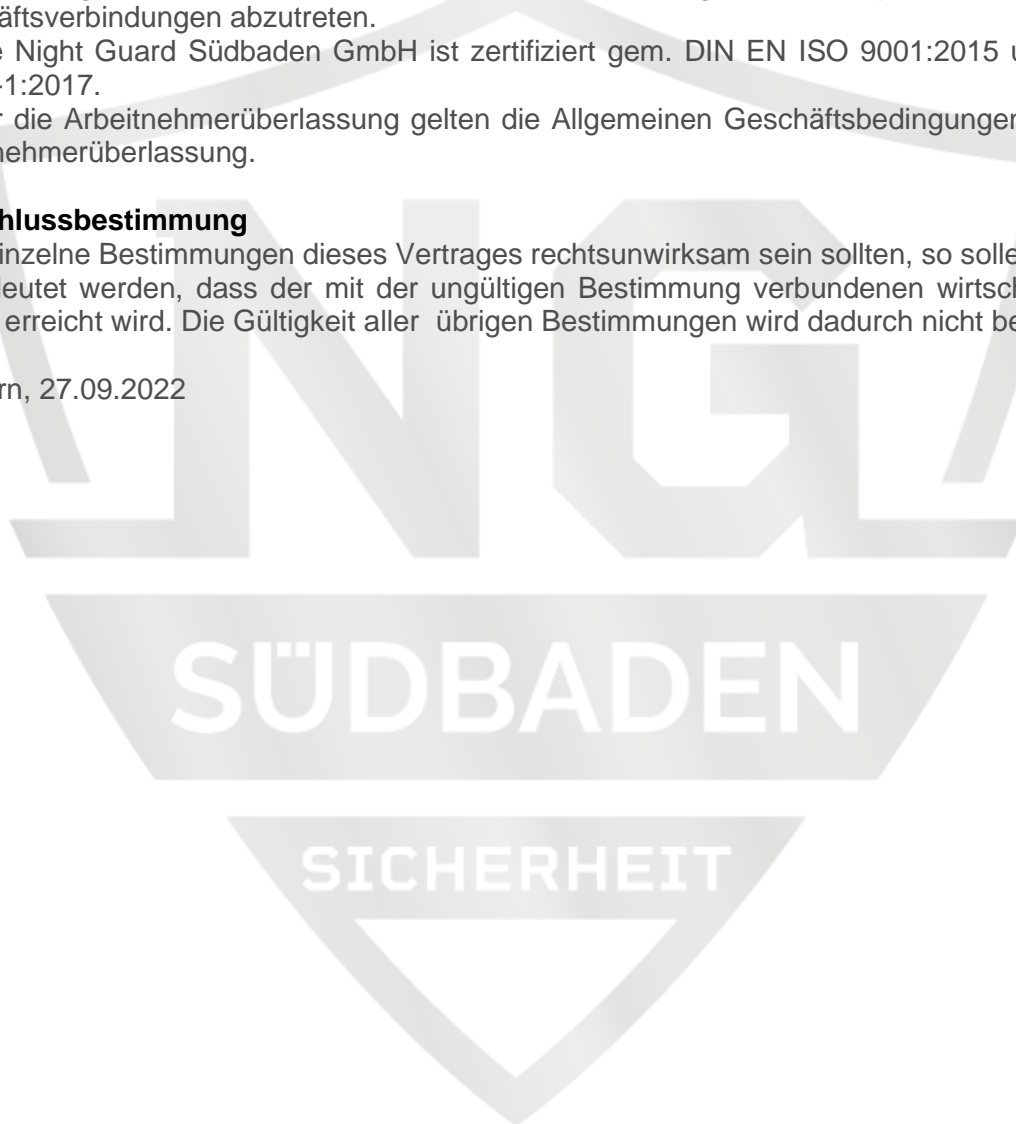 äftsverbindungen abzutreten.
Night Guard Südbaden GmbH ist zertifiziert gem. DIN EN ISO 9001:2015
-1:2017.
die Arbeitnehmerüberlassung gelten die Allgemeinen Geschäftsbedingungen
nehmerüberlassung.
hlussbestimmung
inzelne Bestimmungen dieses Vertrages rechtsunwirksam sein sollten, so solle
deutet werden, dass der mit der ungültigen Bestimmung verbundenen wirtsch
erreicht wird. Die Gültigkeit aller übrigen Bestimmungen wird dadurch nicht be
rn, 27.09.2022
NG
SÜDBADEN
SICHERHEIT